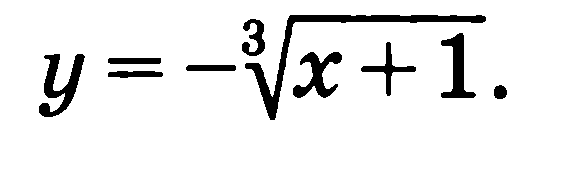 y = −∛(x + 1).